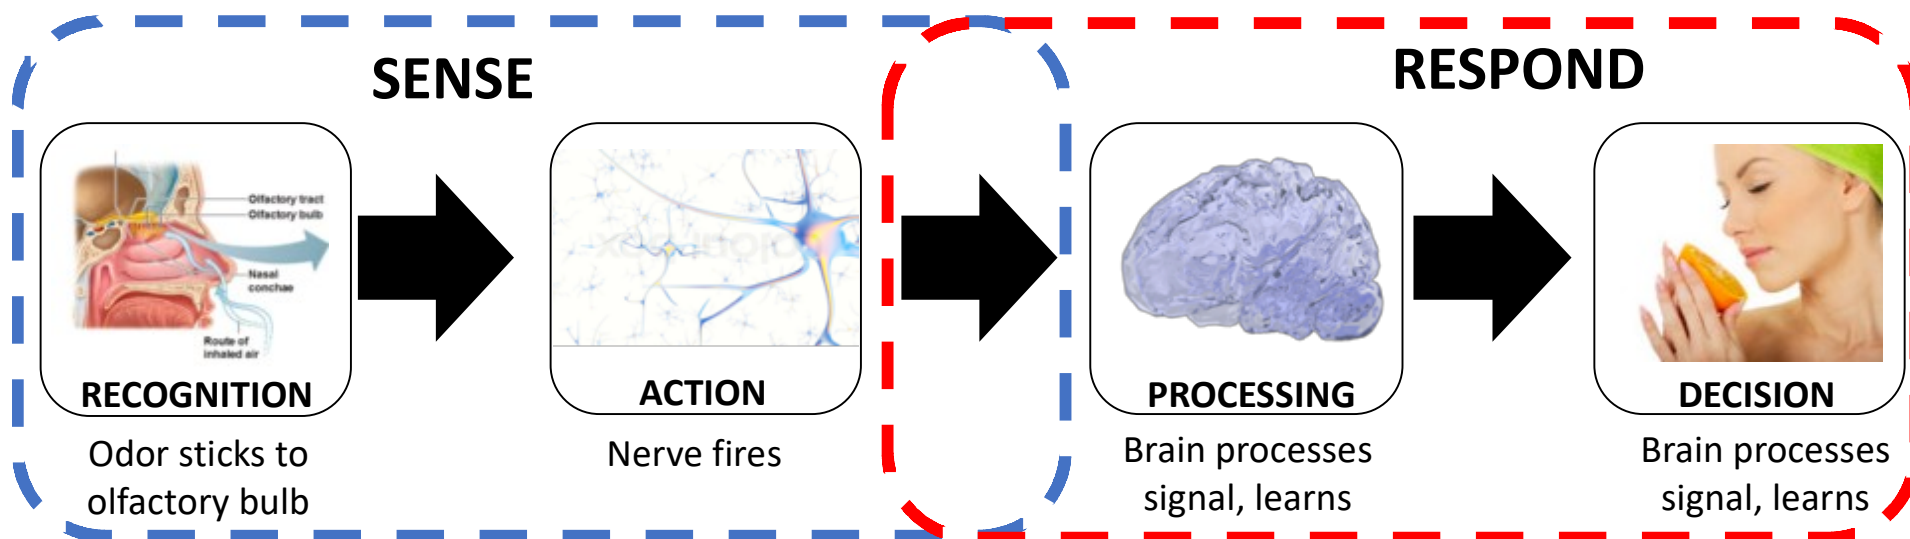 SENSE
RESPOND
Olfactory tract
Olfactory bulb
Nasal
conchae
Route of
inhaled air
RECOGNITION
ACTION
PROCESSING
DECISION
Odor sticks to
olfactory bulb
Nerve fires
Brain processes
signal, learns
Brain processes
signal, learns